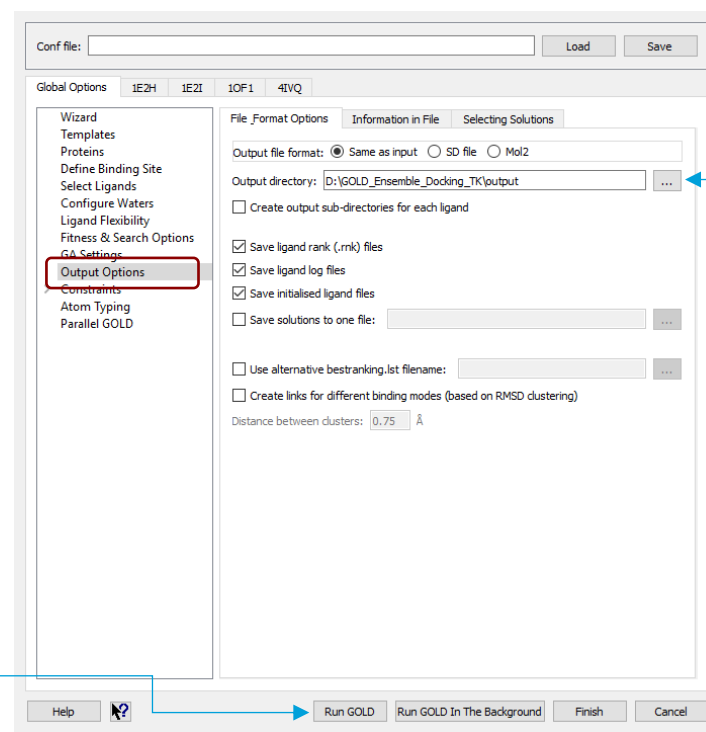 Conf file: Load Save
Global Options 1E2H 1E2I 1OF1 4IVQ
Wizard
Templates
Proteins
Define Binding Site
Select Ligands
Configure Waters
Ligand Flexibility
Fitness & Search Options
GA Settings
Output Options
Constraints
Atom Typing
Parallel GOLD
File Format Options Information in File Selecting Solutions
Output file format: Same as input SD file Mol2
Output directory: D:\GOLD_Ensemble_Docking_TK\output ...
Create output sub-directories for each ligand
Save ligand rank (.rnk) files
Save ligand log files
Save initialised ligand files
Save solutions to one file: ...
Use alternative bestranking.lst filename: ...
Create links for different binding modes (based on RMSD clustering)
Distance between clusters: 0.75 Å
Help ? Run GOLD Run GOLD In The Background Finish Cancel